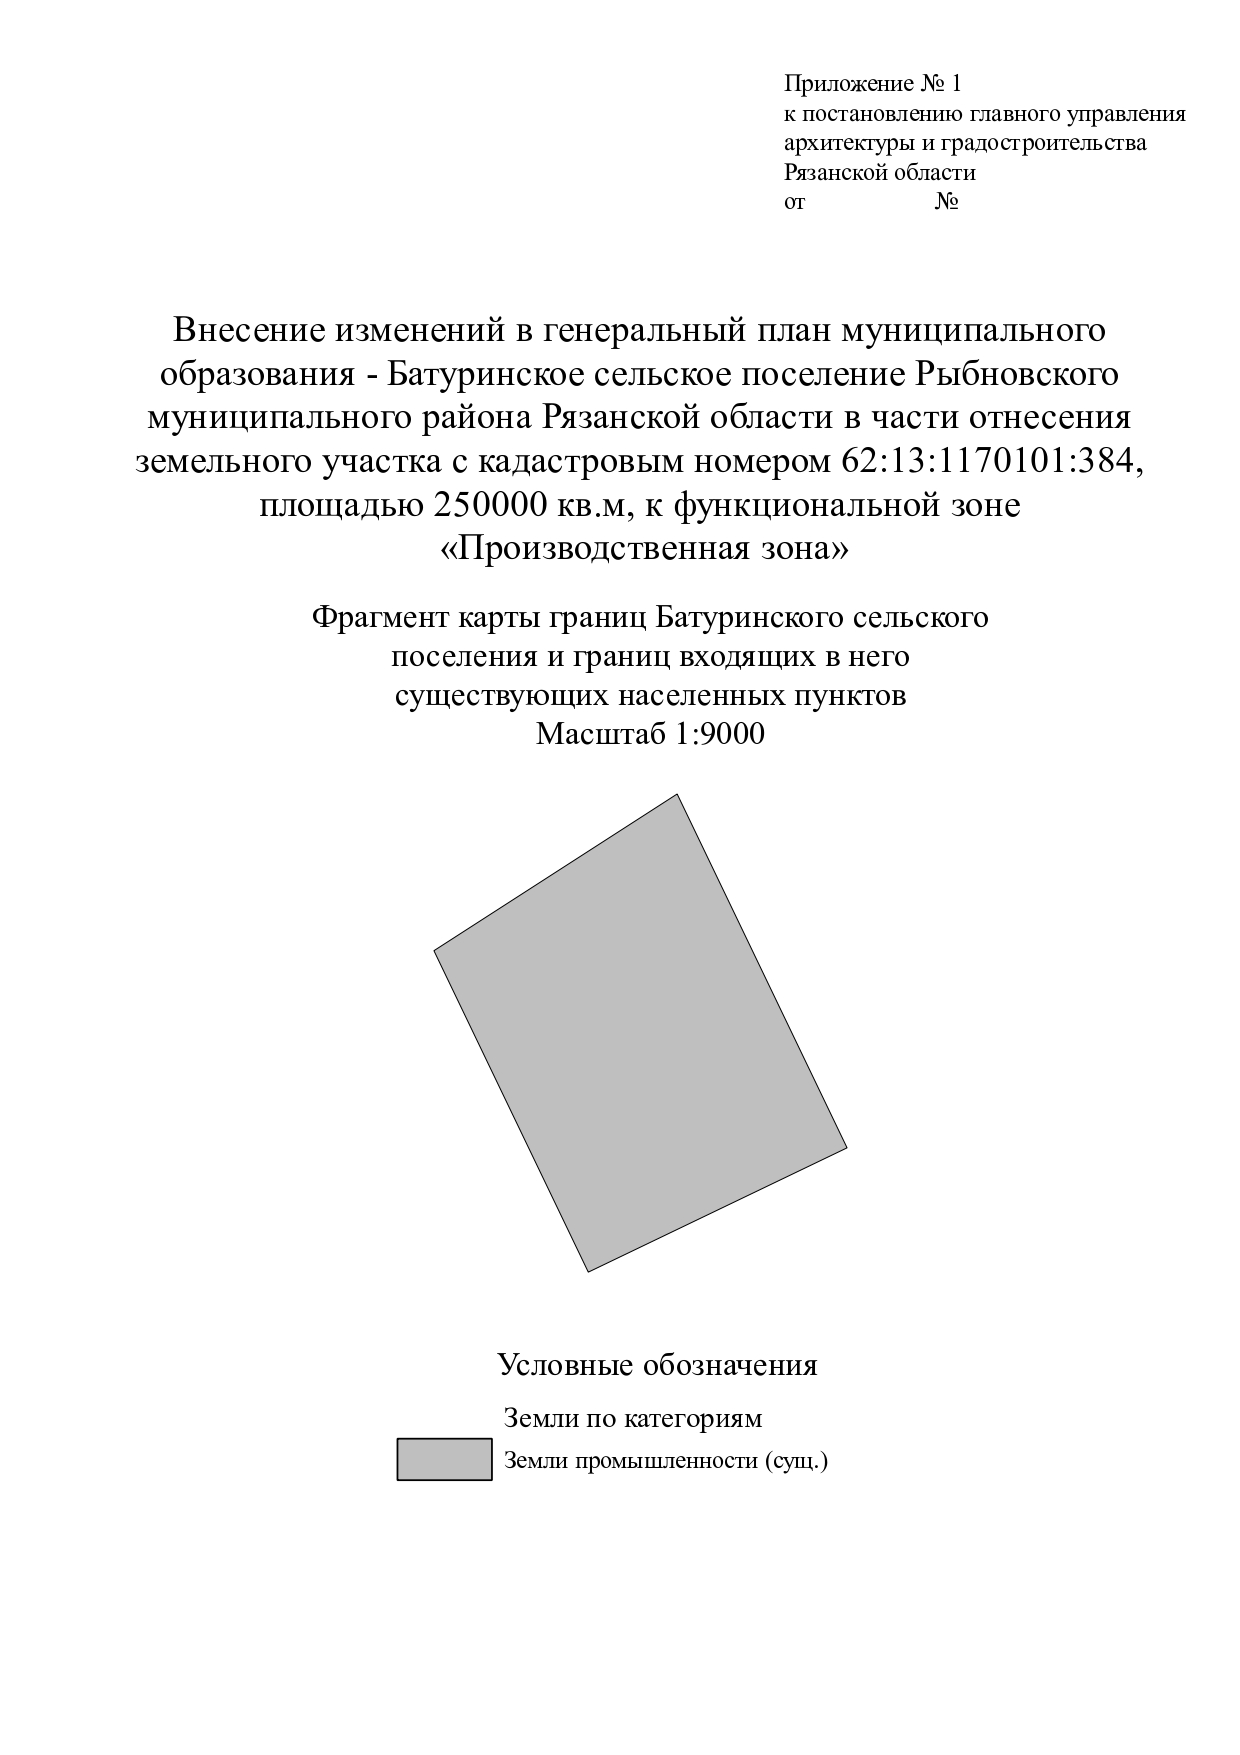 Приложение № 1
к постановлению главного управления
архитектуры и градостроительства
Рязанской области
от №
Внесение изменений в генеральный план муниципального
образования - Батуринское сельское поселение Рыбновского
муниципального района Рязанской области в части отнесения
земельного участка с кадастровым номером 62:13:1170101:384,
площадью 250000 кв.м, к функциональной зоне
«Производственная зона»
Фрагмент карты границ Батуринского сельского
поселения и границ входящих в него
существующих населенных пунктов
Масштаб 1:9000
Условные обозначения
Земли по категориям
Земли промышленности (сущ.)